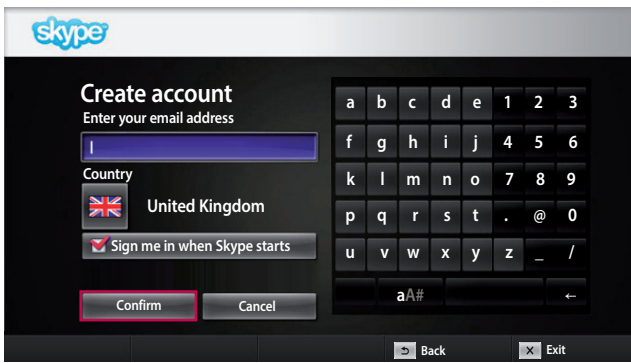 skype
Create account
Enter your email address
Country
United Kingdom
Sign me in when Skype starts
Confirm Cancel
a b c d e 1 2 3
f g h i j 4 5 6
k l m n o 7 8 9
p q r s t . @ 0
u v w x y z _ /
aA# ←
Back X Exit